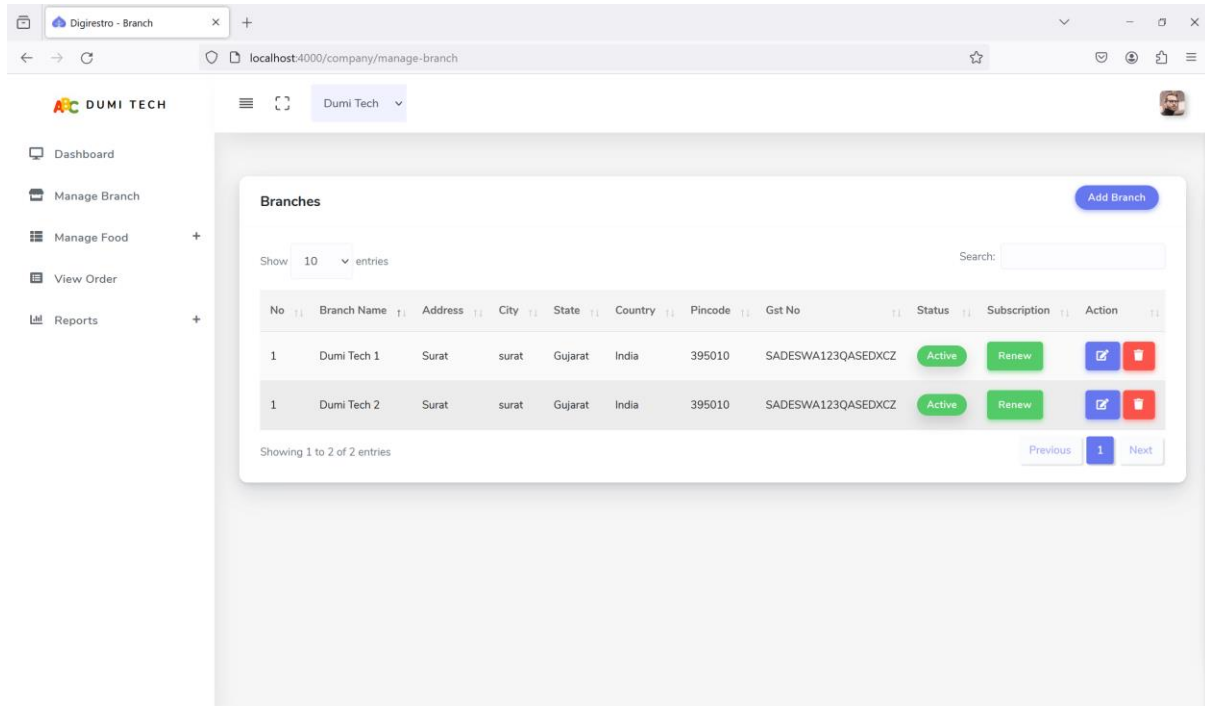 Digirestro - Branch
localhost:4000/company/manage-branch
ABC DUMI TECH
Dumi Tech
Dashboard
Manage Branch
Manage Food +
View Order
Reports +
Branches
Add Branch
Show 10 entries
Search:
No Branch Name Address City State Country Pincode Gst No Status Subscription Action
1 Dumi Tech 1 Surat surat Gujarat India 395010 SADESWA123QASEDXCZ Active Renew
1 Dumi Tech 2 Surat surat Gujarat India 395010 SADESWA123QASEDXCZ Active Renew
Showing 1 to 2 of 2 entries
Previous 1 Next